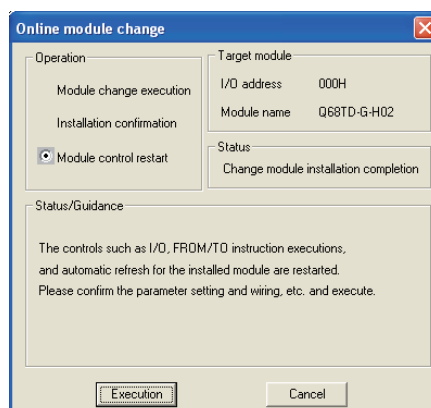 Online module change
Operation
Module change execution
Installation confirmation
Module control restart
Target module
I/O address 000H
Module name Q68TD-G-H02
Status
Change module installation completion
Status/Guidance
The controls such as I/O, FROM/TO instruction executions,
and automatic refresh for the installed module are restarted.
Please confirm the parameter setting and wiring, etc. and execute.
Execution
Cancel